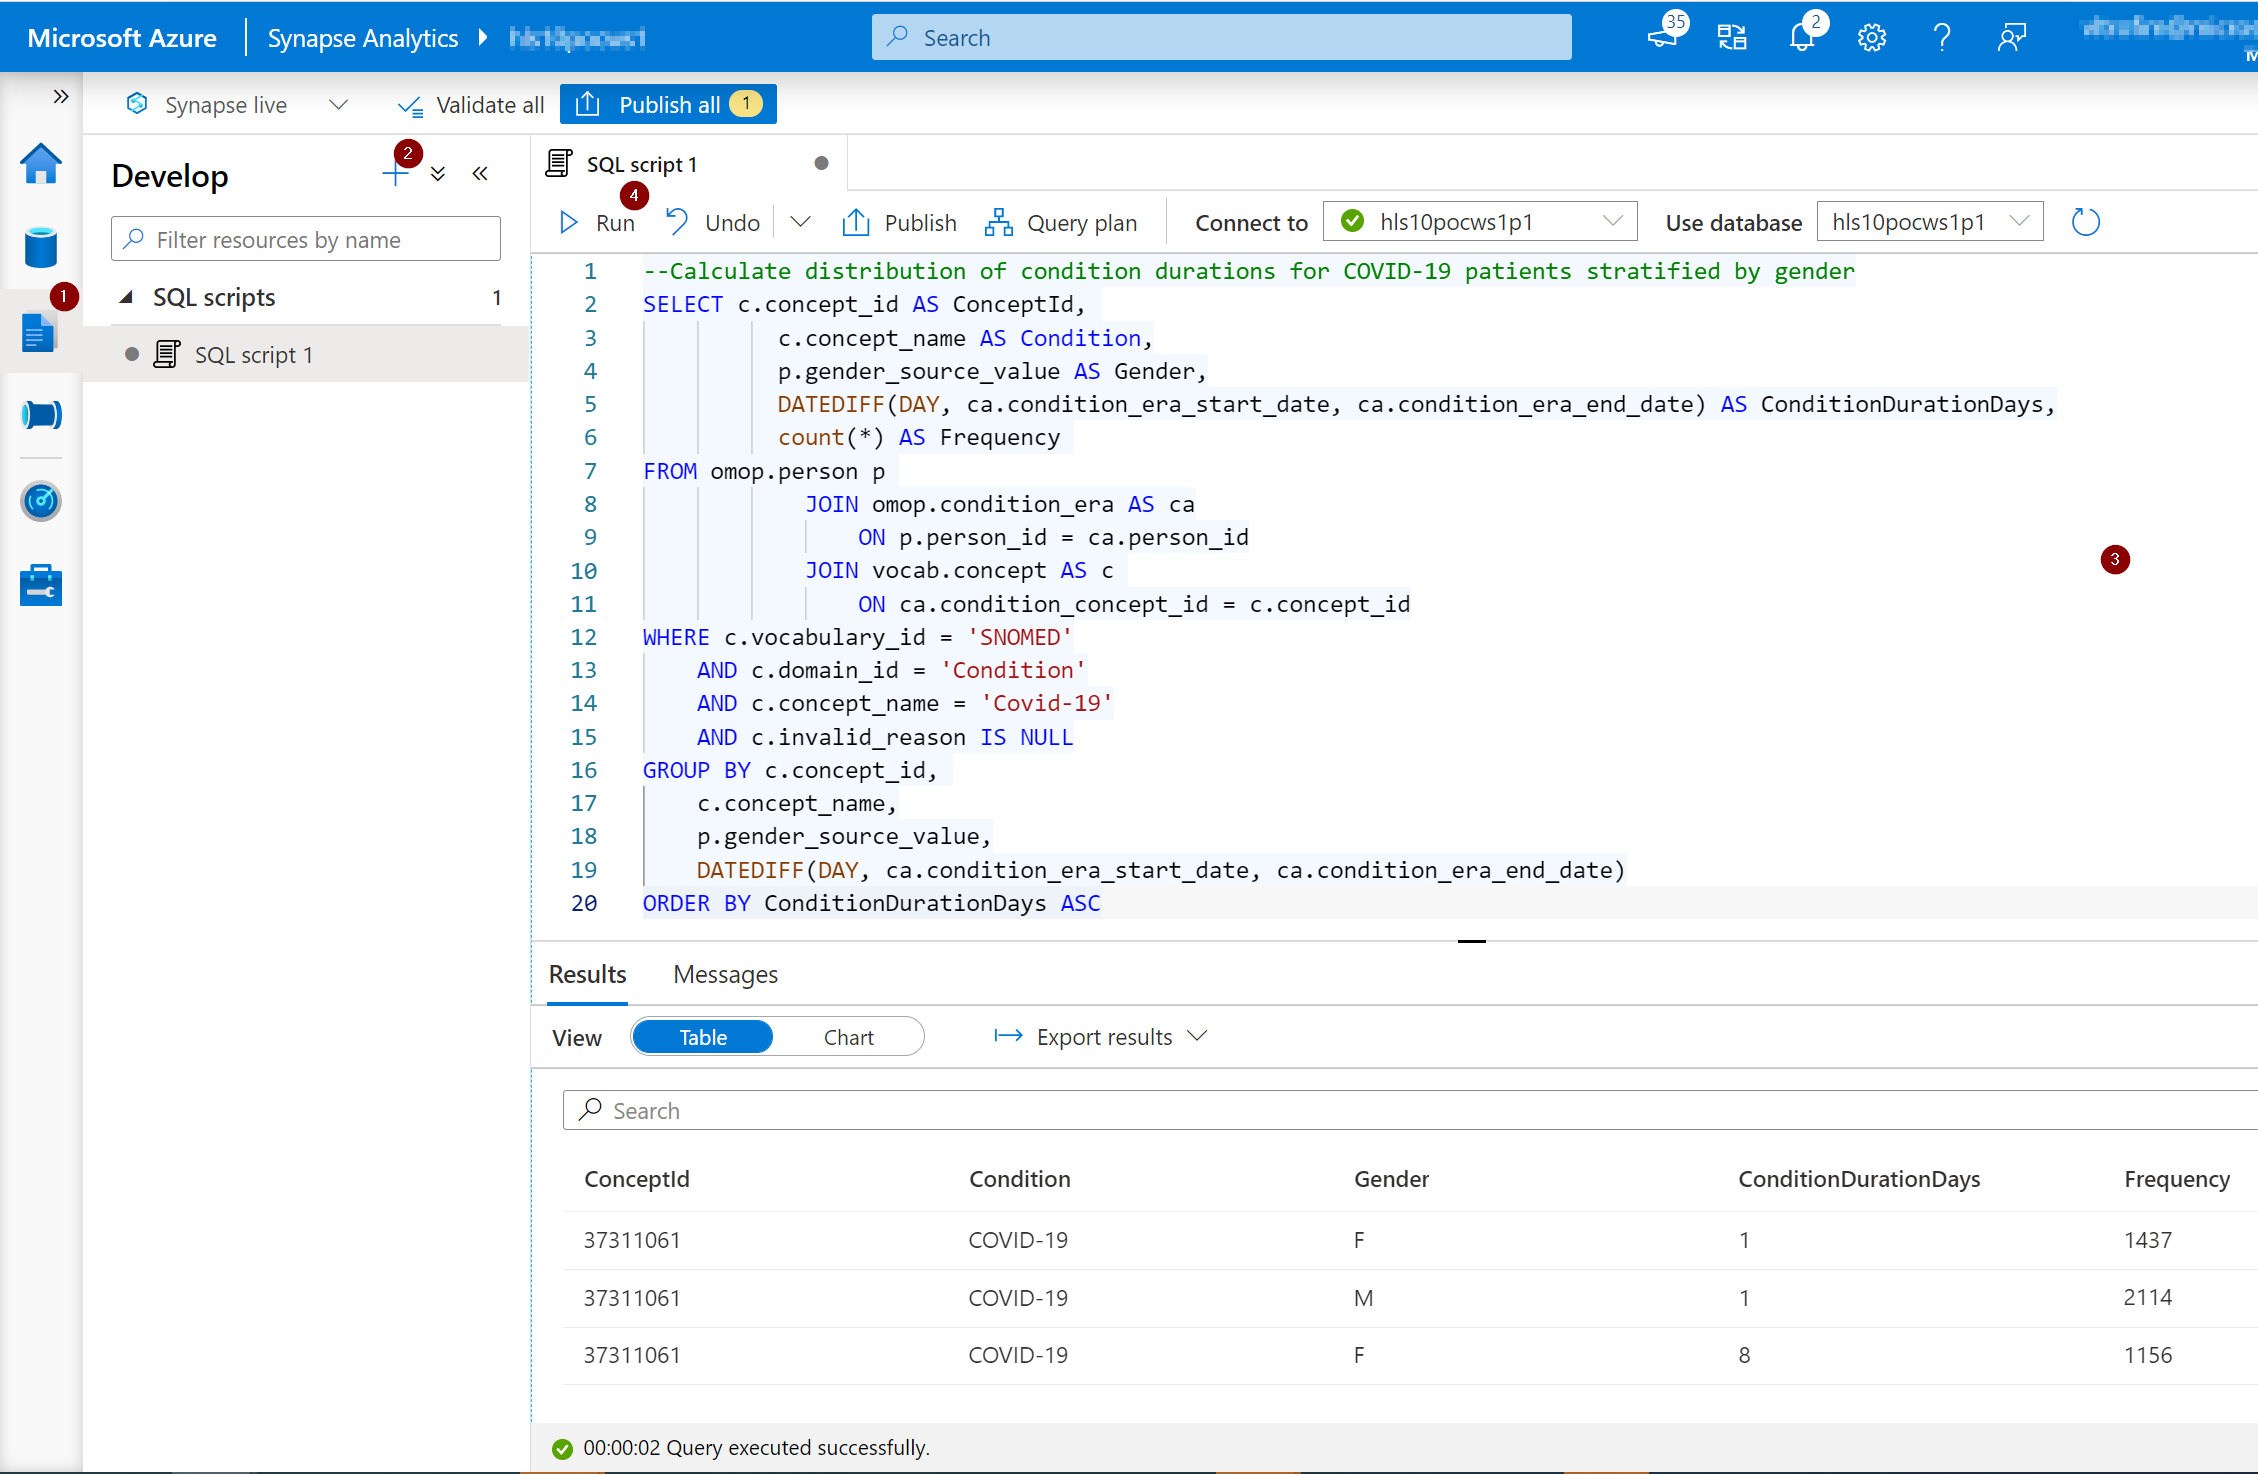 Microsoft Azure
Synapse Analytics
Search
35
2
Synapse live
Validate all
Publish all 1
Develop
2
Filter resources by name
SQL scripts 1
1
SQL script 1
SQL script 1
4
Run
Undo
Publish
Query plan
Connect to
hls10pocws1p1
Use database
hls10pocws1p1
1 --Calculate distribution of condition durations for COVID-19 patients stratified by gender
2 SELECT c.concept_id AS ConceptId,
3 c.concept_name AS Condition,
4 p.gender_source_value AS Gender,
5 DATEDIFF(DAY, ca.condition_era_start_date, ca.condition_era_end_date) AS ConditionDurationDays,
6 count(*) AS Frequency
7 FROM omop.person p
8 JOIN omop.condition_era AS ca
9 ON p.person_id = ca.person_id
10 JOIN vocab.concept AS c
11 ON ca.condition_concept_id = c.concept_id
12 WHERE c.vocabulary_id = 'SNOMED'
13 AND c.domain_id = 'Condition'
14 AND c.concept_name = 'Covid-19'
15 AND c.invalid_reason IS NULL
16 GROUP BY c.concept_id,
17 c.concept_name,
18 p.gender_source_value,
19 DATEDIFF(DAY, ca.condition_era_start_date, ca.condition_era_end_date)
20 ORDER BY ConditionDurationDays ASC
3
Results
Messages
View
Table
Chart
Export results
Search
ConceptId Condition Gender ConditionDurationDays Frequency
37311061 COVID-19 F 1 1437
37311061 COVID-19 M 1 2114
37311061 COVID-19 F 8 1156
00:00:02 Query executed successfully.